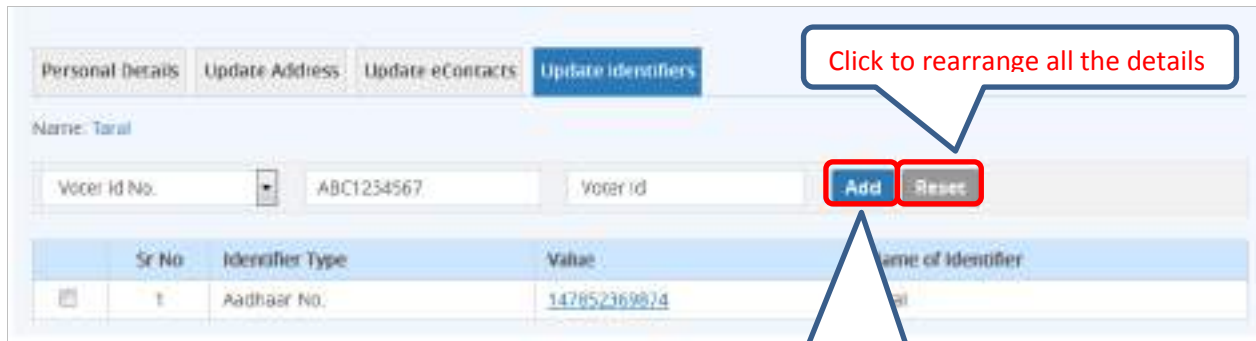 Click to rearrange all the details
Personal Details Update Address Update eContacts Update Identifiers
Name: Taral
Voter Id No. ABC1234567 Voter Id Add Reset
Sr No Identifier Type Value ame of Identifier
1 Aadhaar No. 147852369874